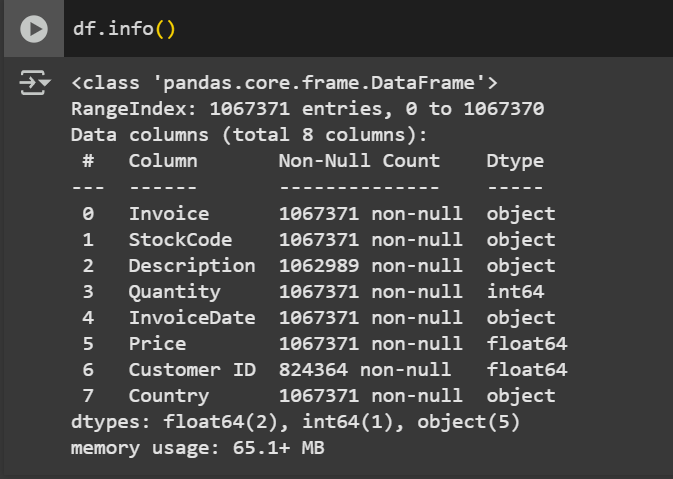 df.info()
<class 'pandas.core.frame.DataFrame'>
RangeIndex: 1067371 entries, 0 to 1067370
Data columns (total 8 columns):
 #   Column       Non-Null Count    Dtype
---  ------       --------------    -----
 0   Invoice      1067371 non-null  object
 1   StockCode    1067371 non-null  object
 2   Description  1062989 non-null  object
 3   Quantity     1067371 non-null  int64
 4   InvoiceDate  1067371 non-null  object
 5   Price        1067371 non-null  float64
 6   Customer ID  824364 non-null   float64
 7   Country      1067371 non-null  object
dtypes: float64(2), int64(1), object(5)
memory usage: 65.1+ MB